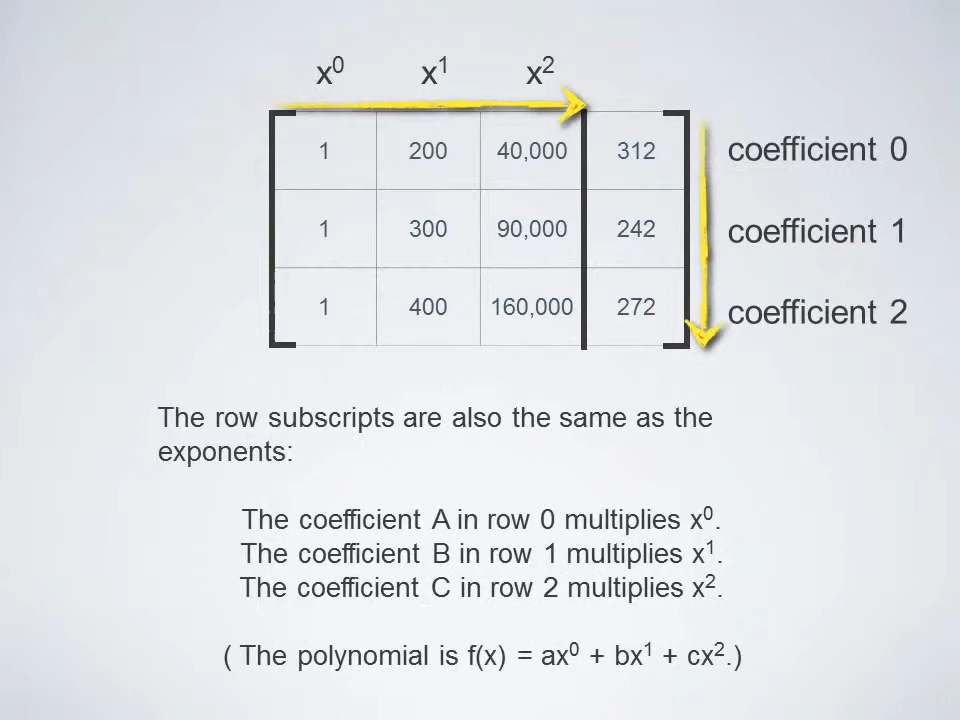 x⁰ x¹ x²
1 200 40,000 312 coefficient 0
1 300 90,000 242 coefficient 1
1 400 160,000 272 coefficient 2
The row subscripts are also the same as the
exponents:
The coefficient A in row 0 multiplies x⁰.
The coefficient B in row 1 multiplies x¹.
The coefficient C in row 2 multiplies x².
( The polynomial is f(x) = ax⁰ + bx¹ + cx².)